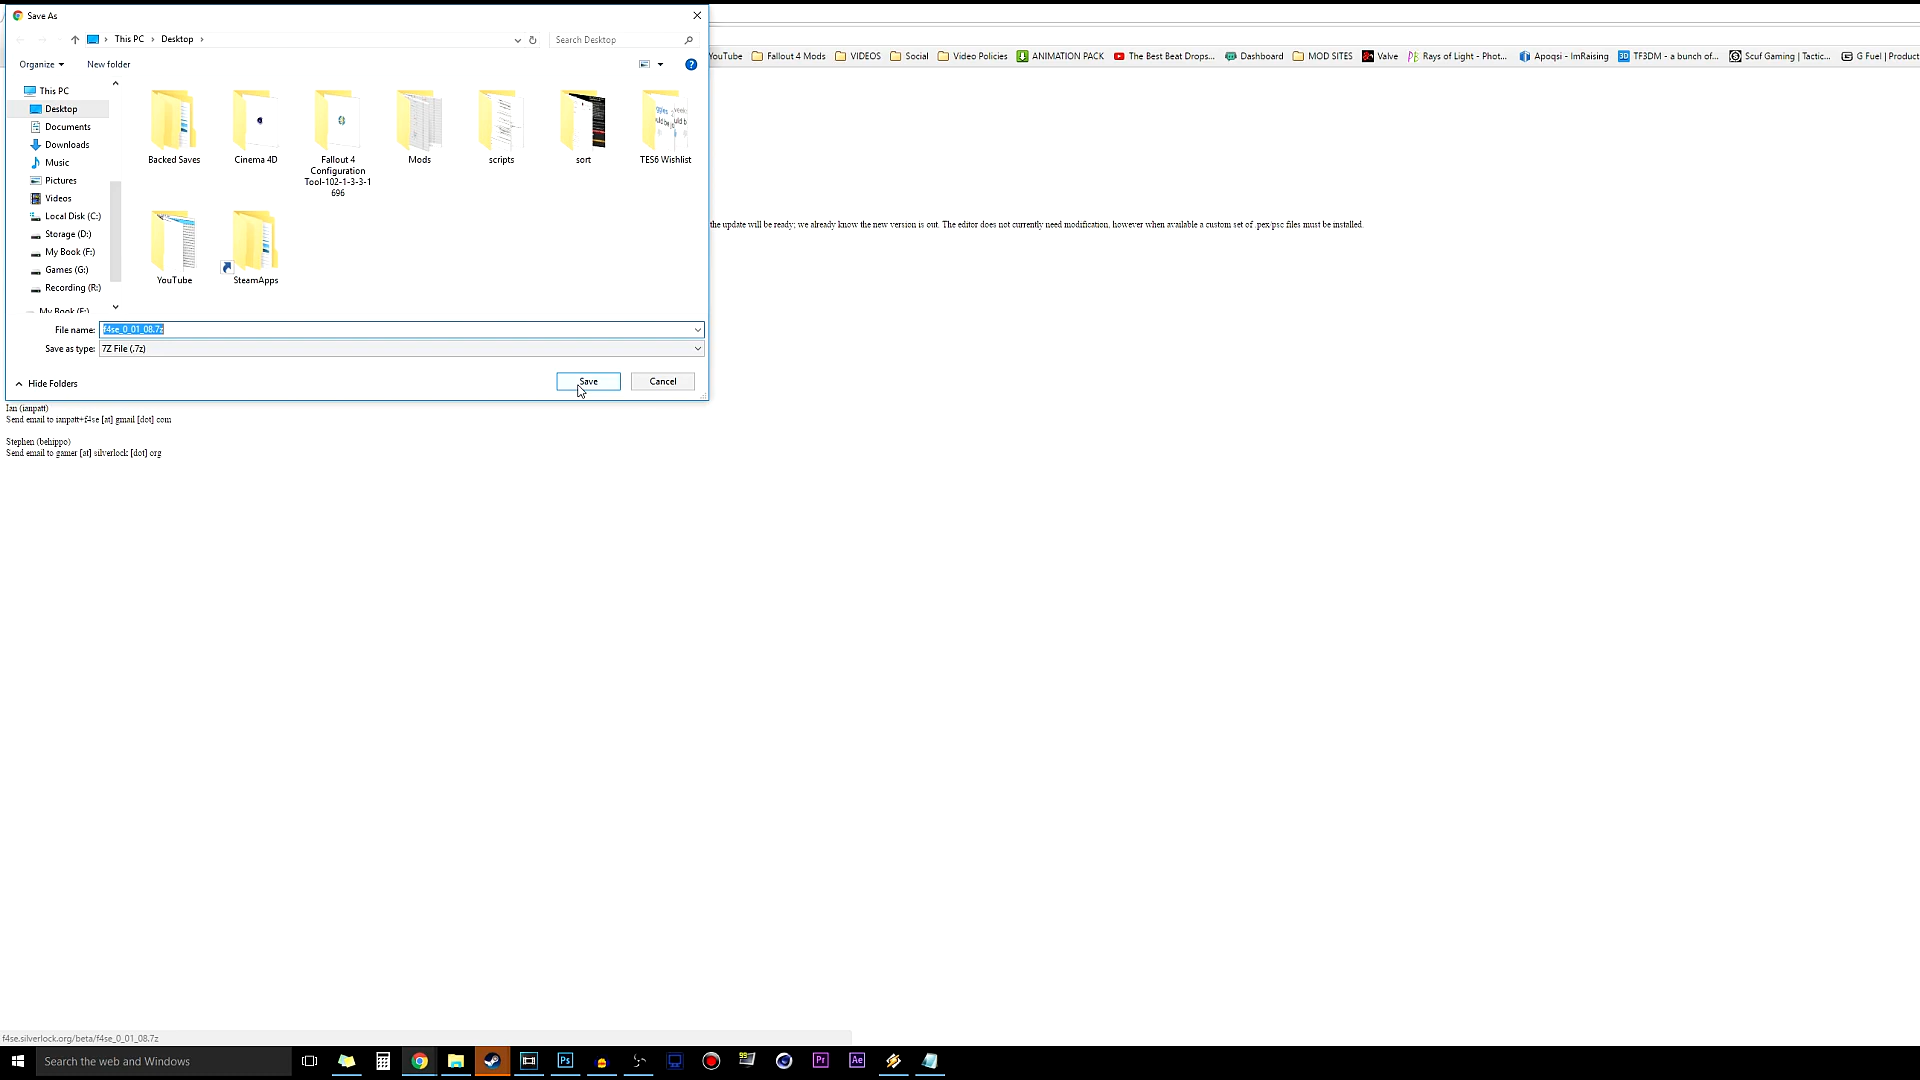 Save As
This PC › Desktop ›
Search Desktop
YouTube
Fallout 4 Mods
VIDEOS
Social
Video Policies
ANIMATION PACK
The Best Beat Drops...
Dashboard
MOD SITES
Valve
Rays of Light - Phot...
Apoqsi - ImRaising
TF3DM - a bunch of...
Scuf Gaming | Tactic...
G Fuel | Product
Organize
New folder
This PC
Desktop
Documents
Downloads
Music
Pictures
Videos
Local Disk (C:)
Storage (D:)
My Book (F:)
Games (G:)
Recording (R:)
My Book (F:)
Backed Saves
Cinema 4D
Fallout 4
Configuration
Tool-102-1-3-3-1
696
Mods
scripts
sort
TES6 Wishlist
YouTube
SteamApps
the update will be ready; we already know the new version is out. The editor does not currently need modification, however when available a custom set of .pex/psc files must be installed.
File name: f4se_0_01_08.7z
Save as type: 7Z File (.7z)
Hide Folders
Save
Cancel
Ian (ianpatt)
Send email to ianpatt+f4se [at] gmail [dot] com
Stephen (behippo)
Send email to gamer [at] silverlock [dot] org
f4se.silverlock.org/beta/f4se_0_01_08.7z
Search the web and Windows
Ps
99
Pr
Ae